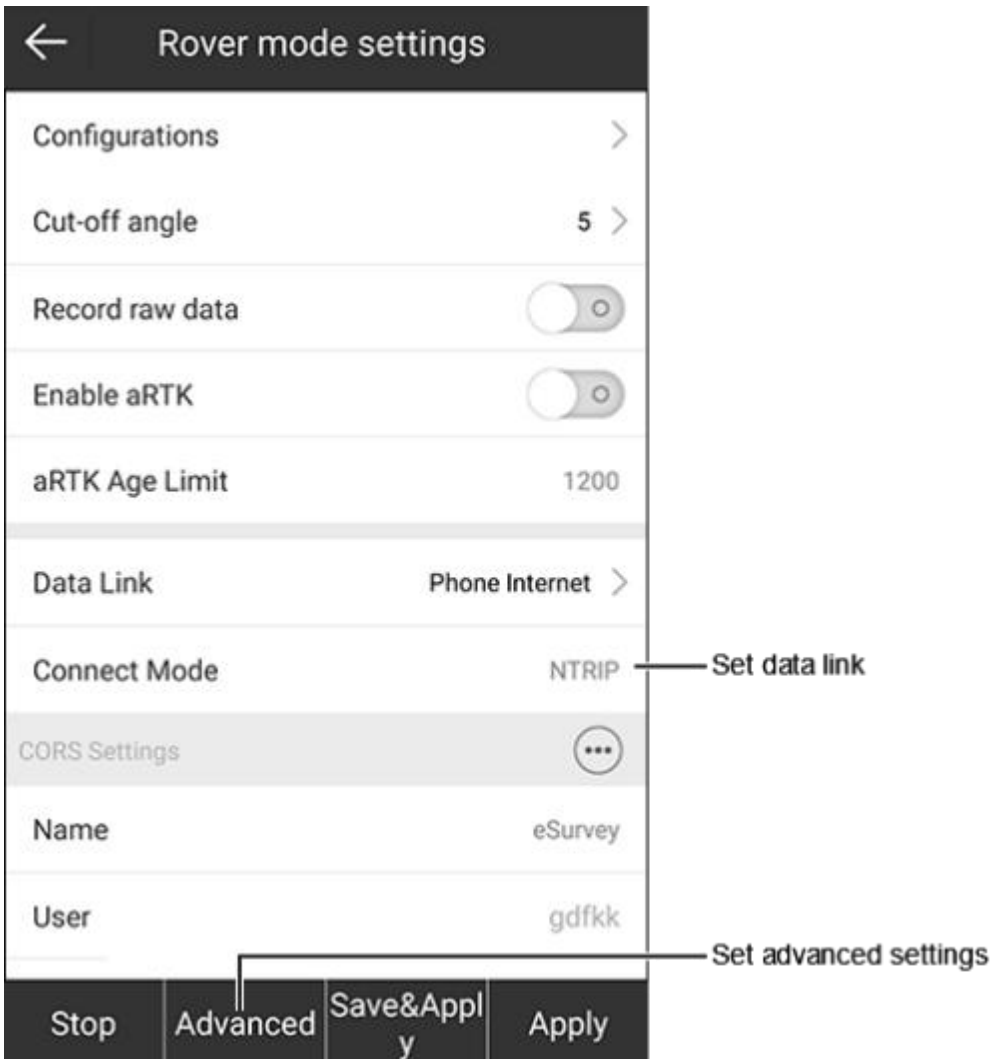 Rover mode settings
Configurations
Cut-off angle 5
Record raw data
Enable aRTK
aRTK Age Limit 1200
Data Link Phone Internet
Connect Mode NTRIP
Set data link
CORS Settings
Name eSurvey
User gdfkk
Set advanced settings
Stop Advanced Save&Appl
y Apply